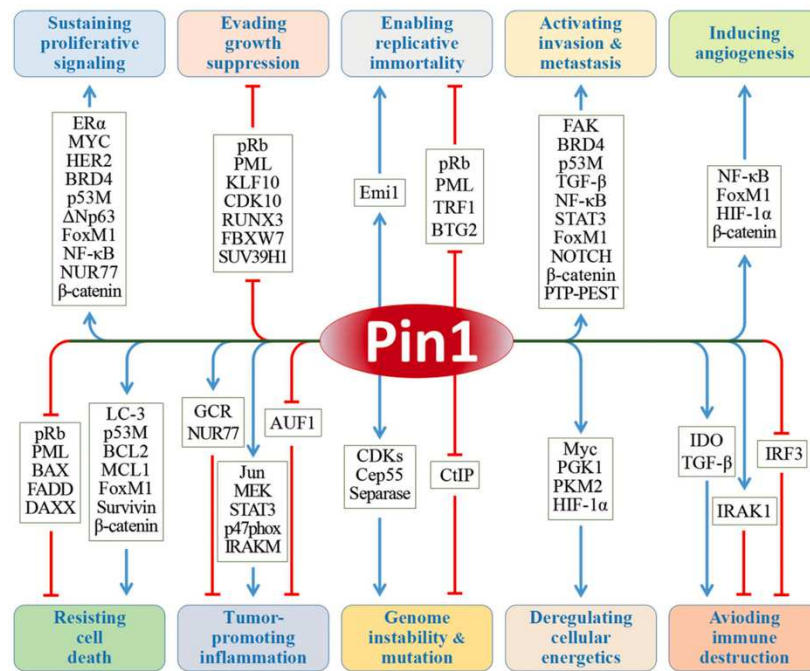 Sustaining
proliferative
signaling
Evading
growth
suppression
Enabling
replicative
immortality
Activating
invasion &
metastasis
Inducing
angiogenesis
ERα
MYC
HER2
BRD4
p53M
ΔNp63
FoxM1
NF-κB
NUR77
β-catenin
pRb
PML
KLF10
CDK10
RUNX3
FBXW7
SUV39H1
Emi1
pRb
PML
TRF1
BTG2
FAK
BRD4
p53M
TGF-β
NF-κB
STAT3
FoxM1
NOTCH
β-catenin
PTP-PEST
NF-κB
FoxM1
HIF-1α
β-catenin
Pin1
pRb
PML
BAX
FADD
DAXX
LC-3
p53M
BCL2
MCL1
FoxM1
Survivin
β-catenin
GCR
NUR77
Jun
MEK
STAT3
p47phox
IRAKM
AUF1
CDKs
Cep55
Separase
CtIP
Myc
PGK1
PKM2
HIF-1α
IDO
TGF-β
IRAK1
IRF3
Resisting
cell
death
Tumor-
promoting
inflammation
Genome
instability &
mutation
Deregulating
cellular
energetics
Avioding
immune
destruction